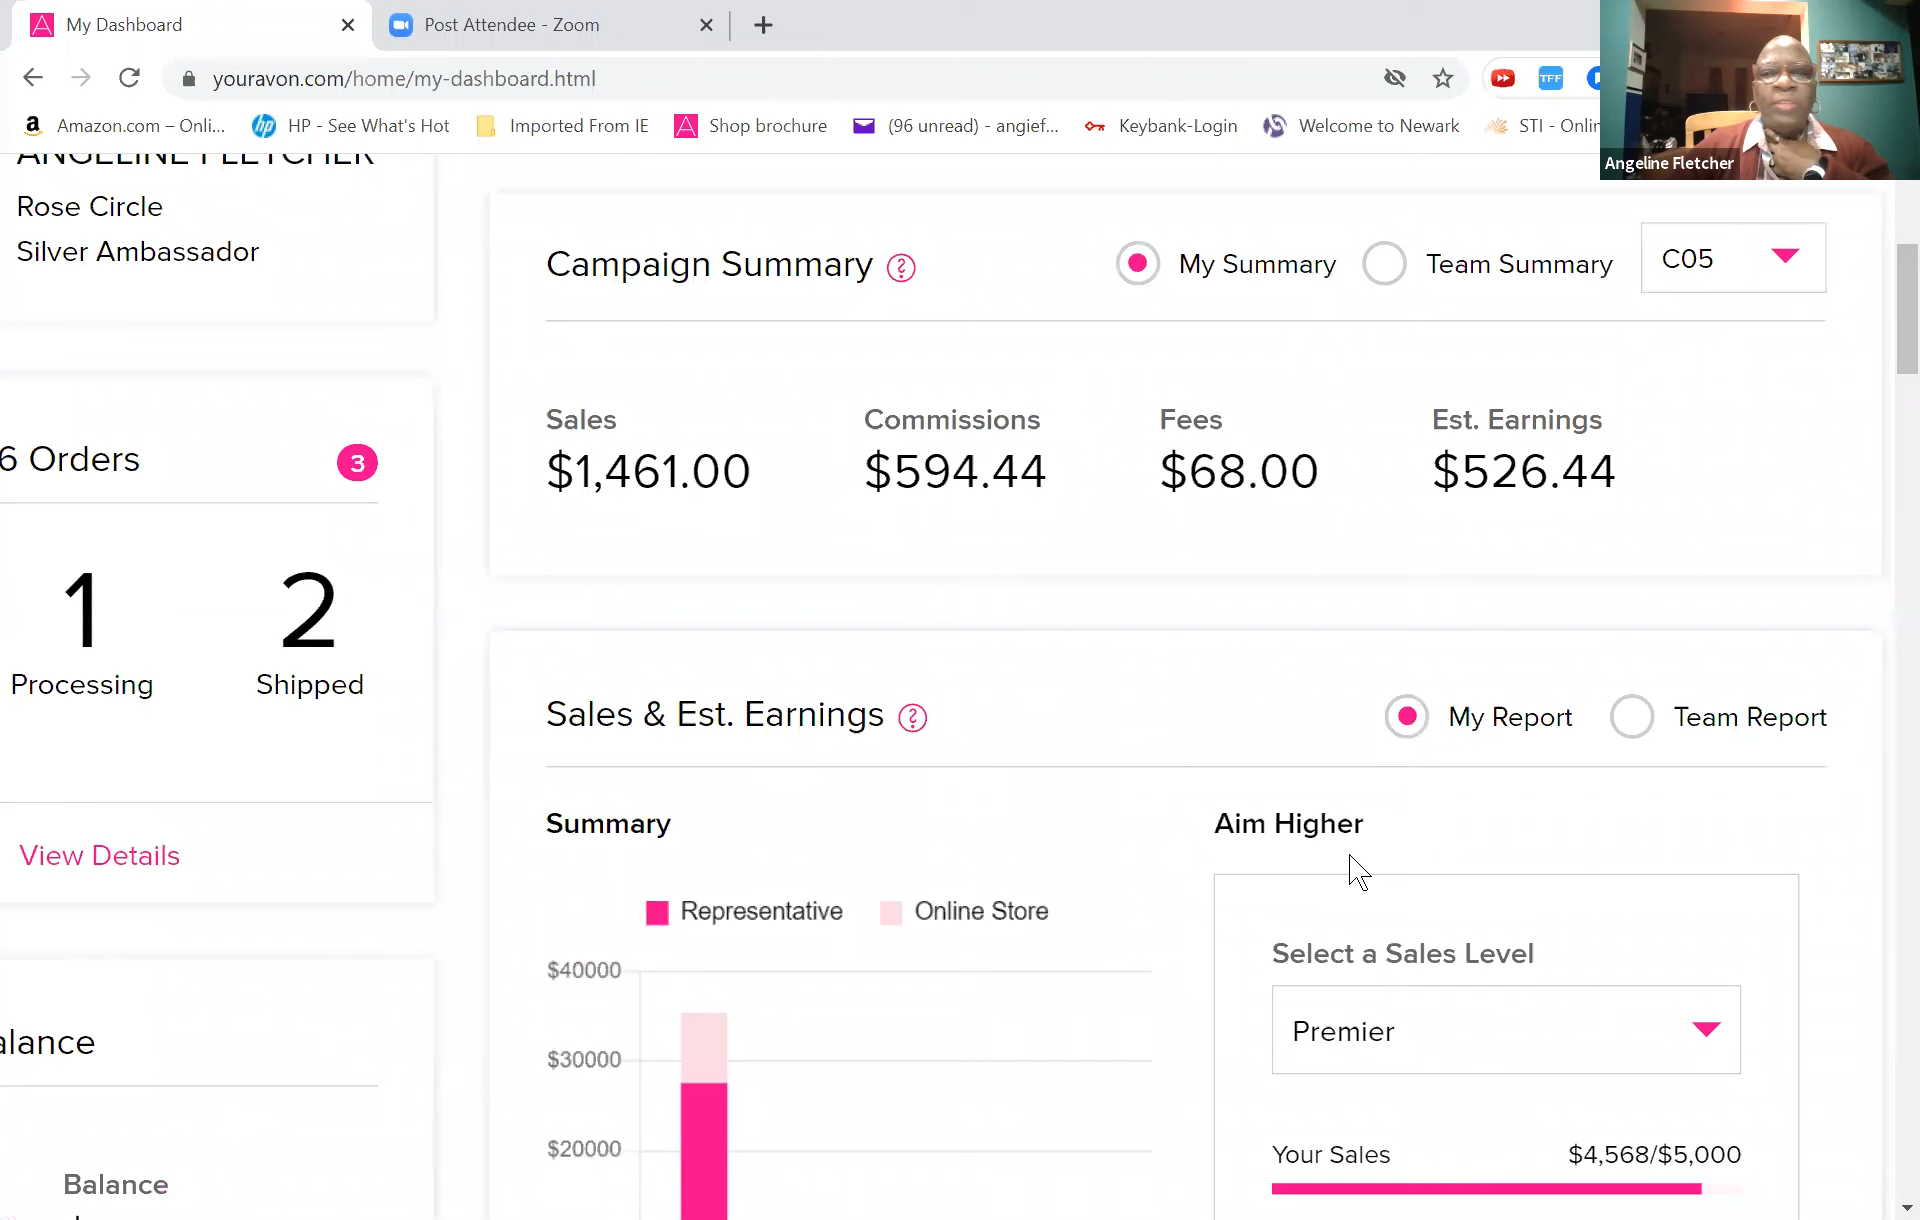 My Dashboard
Post Attendee - Zoom
youravon.com/home/my-dashboard.html
TFF
Amazon.com – Onli...
HP - See What's Hot
Imported From IE
Shop brochure
(96 unread) - angief...
Keybank-Login
Welcome to Newark
STI - Onlin
Angeline Fletcher
ANGELINE FLETCHER
Rose Circle
Silver Ambassador
Campaign Summary ?
My Summary
Team Summary
C05
Sales
Commissions
Fees
Est. Earnings
$1,461.00
$594.44
$68.00
$526.44
6 Orders
3
1
2
Processing
Shipped
View Details
Sales & Est. Earnings ?
My Report
Team Report
Summary
Aim Higher
Representative
Online Store
$40000
$30000
$20000
Select a Sales Level
Premier
Your Sales
$4,568/$5,000
alance
Balance